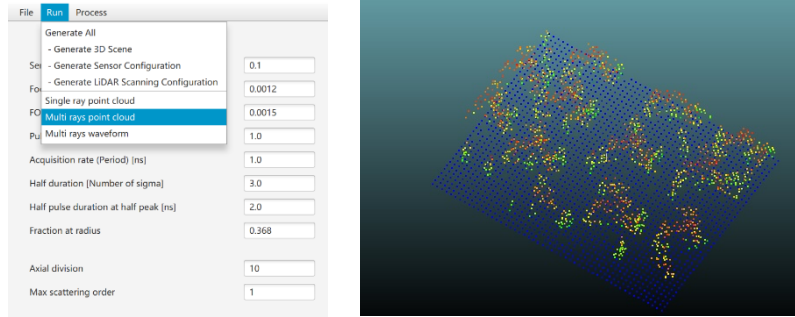 File Run Process
Generate All
- Generate 3D Scene
- Generate Sensor Configuration
0.1
- Generate LiDAR Scanning Configuration
0.0012
Single ray point cloud
Multi rays point cloud
0.0015
Multi rays waveform
1.0
Acquisition rate (Period) [ns]
1.0
Half duration [Number of sigma]
3.0
Half pulse duration at half peak [ns]
2.0
Fraction at radius
0.368
Axial division
10
Max scattering order
1